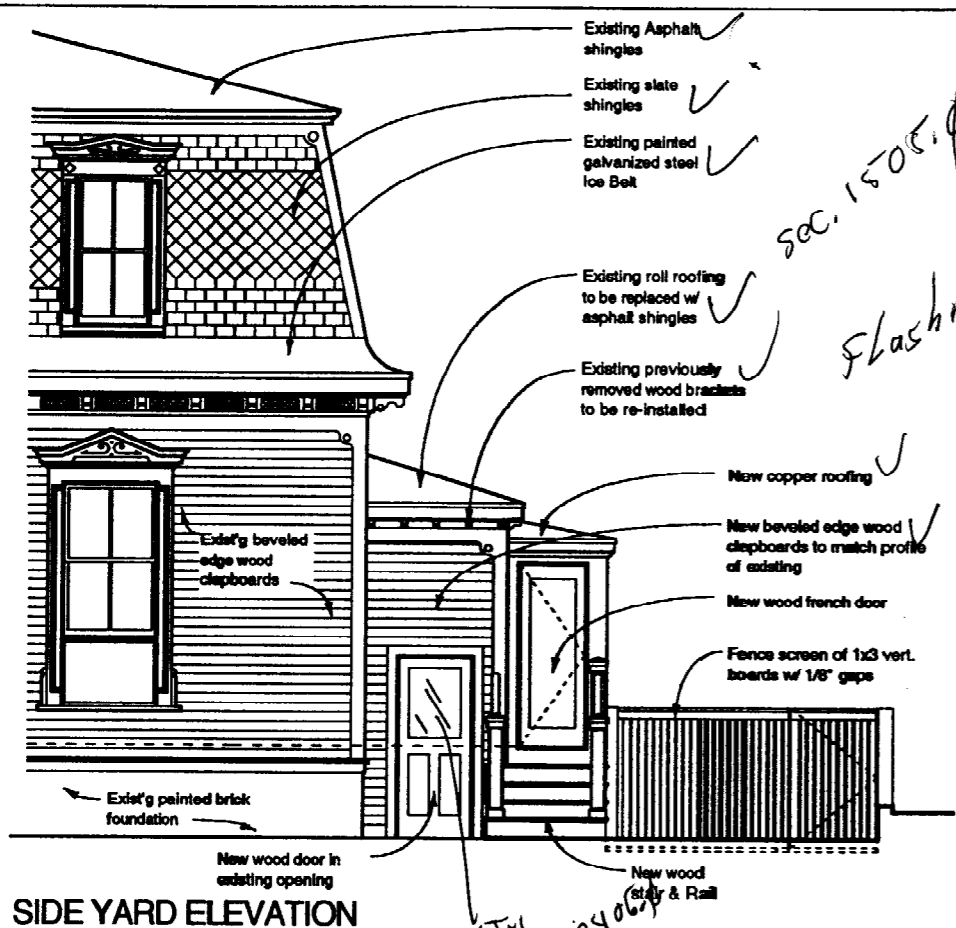 Existing Asphalt
shingles
Existing slate
shingles
Existing painted
galvanized steel
Ice Belt
sec. 1505.
Existing roll roofing
to be replaced w/
asphalt shingles
Flash
Existing previously
removed wood brackets
to be re-installed
New copper roofing
New beveled edge wood
clapboards to match profile
of existing
Exist'g beveled
edge wood
clapboards
New wood french door
Fence screen of 1x3 vert.
boards w/ 1/8" gaps
Exist'g painted brick
foundation
New wood door in
existing opening
New wood
stair & Rail
SIDE YARD ELEVATION